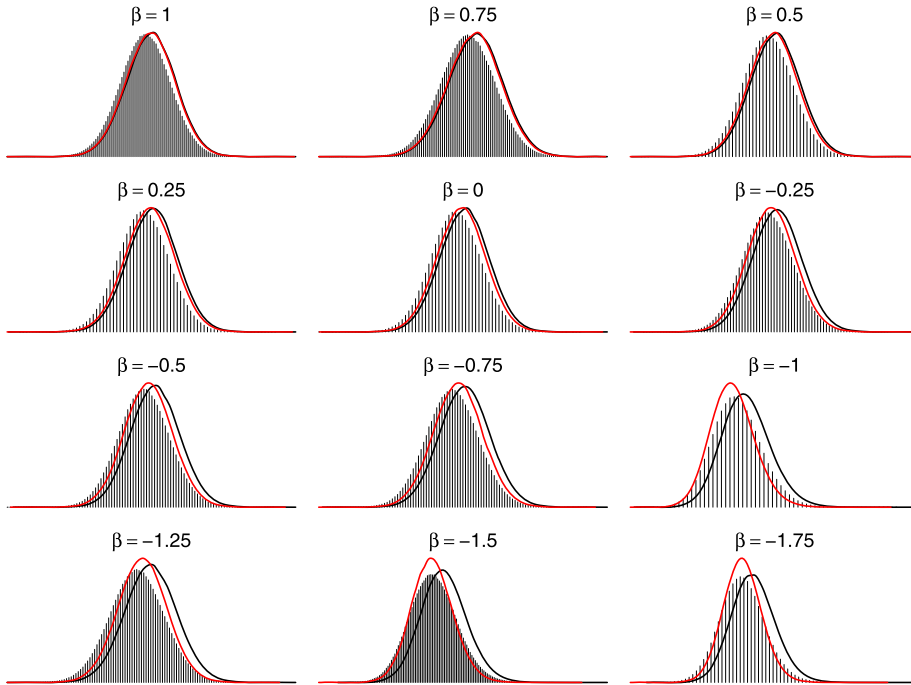 β = 1
β = 0.75
β = 0.5
β = 0.25
β = 0
β = −0.25
β = −0.5
β = −0.75
β = −1
β = −1.25
β = −1.5
β = −1.75